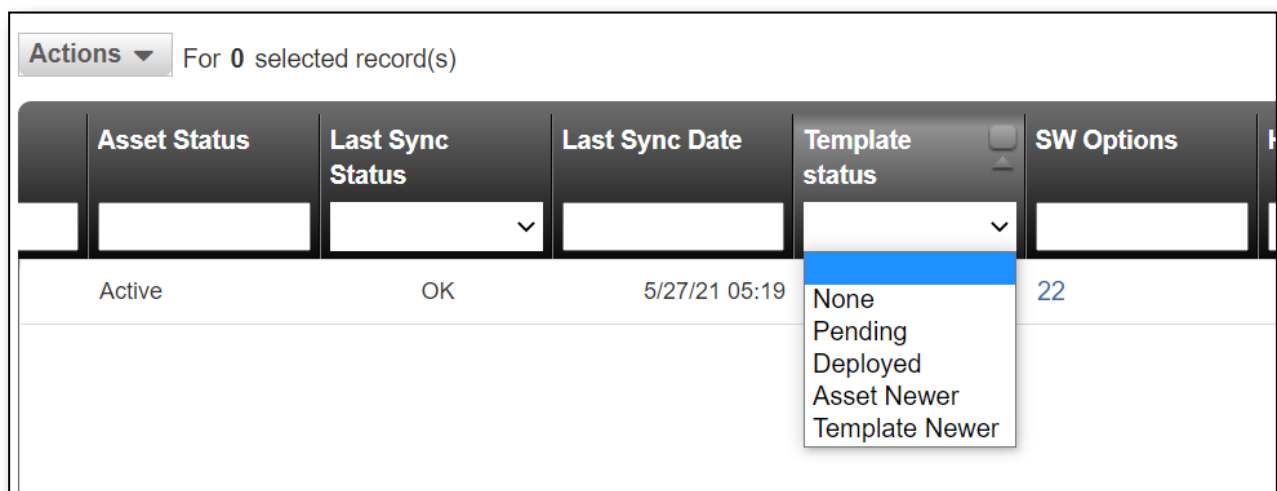 Actions For 0 selected record(s)
Asset Status Last Sync Status Last Sync Date Template status SW Options
Active OK 5/27/21 05:19 22
None
Pending
Deployed
Asset Newer
Template Newer